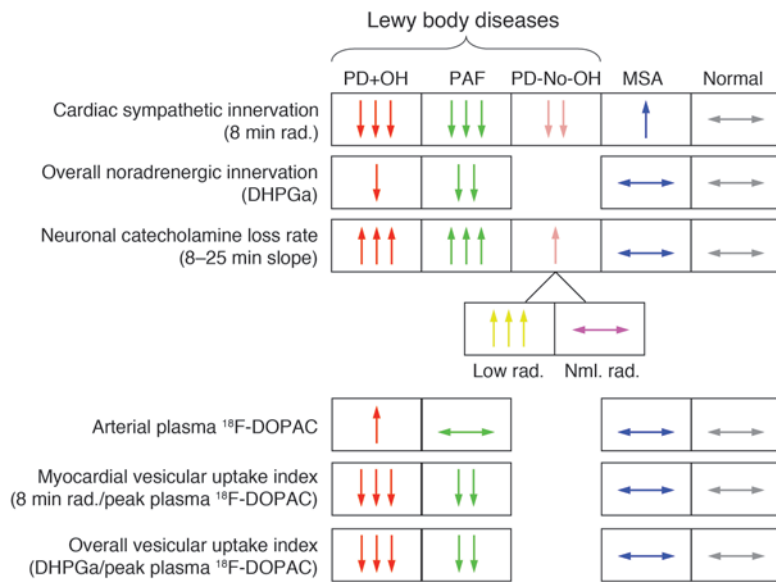 Lewy body diseases
PD+OH PAF PD-No-OH MSA Normal
Cardiac sympathetic innervation
(8 min rad.)
Overall noradrenergic innervation
(DHPGa)
Neuronal catecholamine loss rate
(8–25 min slope)
Low rad. Nml. rad.
Arterial plasma ¹⁸F-DOPAC
Myocardial vesicular uptake index
(8 min rad./peak plasma ¹⁸F-DOPAC)
Overall vesicular uptake index
(DHPGa/peak plasma ¹⁸F-DOPAC)